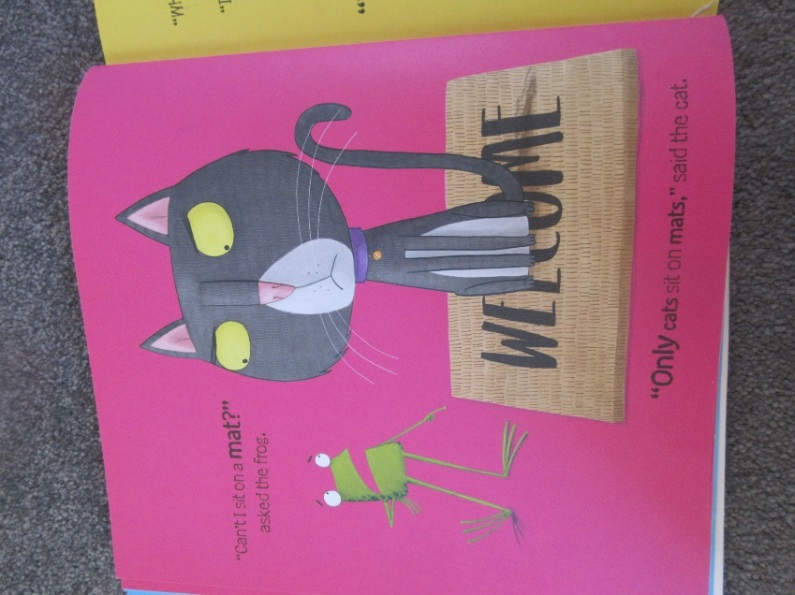 “Can’t I sit on a mat?”
asked the frog.
WELCOME
“Only cats sit on mats,” said the cat.